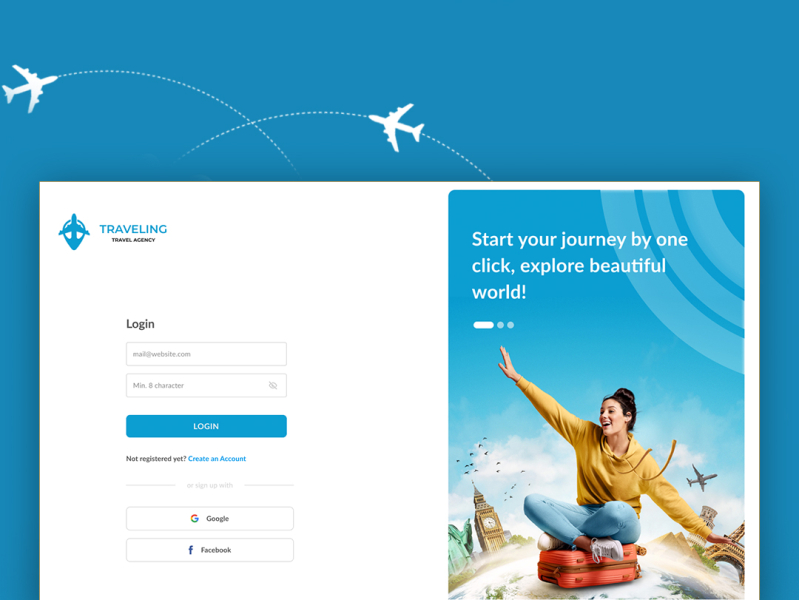 TRAVELING
TRAVEL AGENCY
Login
mail@website.com
Min. 8 character
LOGIN
Not registered yet? Create an Account
or sign up with
Google
Facebook
Start your journey by one
click, explore beautiful
world!